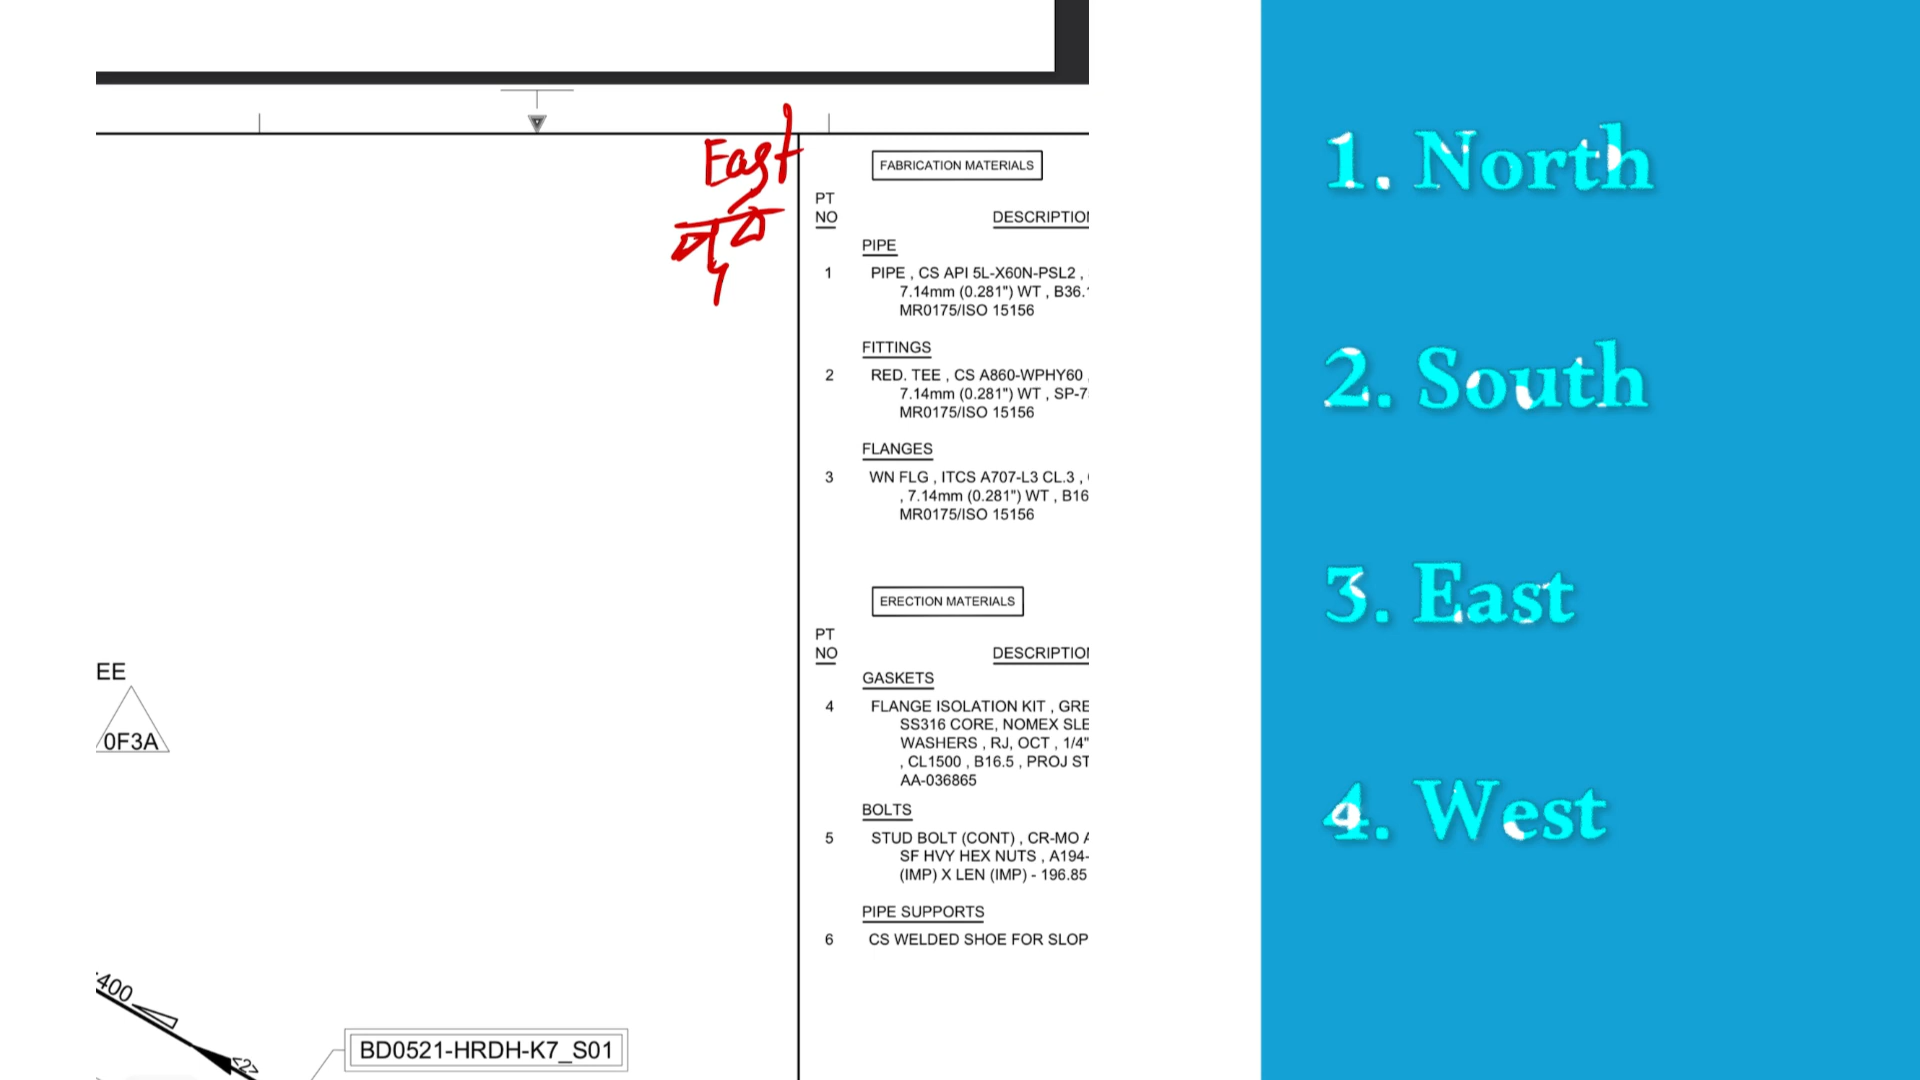 East
পূর্ব
FABRICATION MATERIALS
PT
NO
DESCRIPTIO
PIPE
1 PIPE , CS API 5L-X60N-PSL2 ,
7.14mm (0.281") WT , B36.
MR0175/ISO 15156
FITTINGS
2 RED. TEE , CS A860-WPHY60
7.14mm (0.281") WT , SP-7
MR0175/ISO 15156
FLANGES
3 WN FLG , ITCS A707-L3 CL.3 ,
, 7.14mm (0.281") WT , B16
MR0175/ISO 15156
ERECTION MATERIALS
PT
NO
DESCRIPTIO
GASKETS
4 FLANGE ISOLATION KIT , GRE
SS316 CORE, NOMEX SLE
WASHERS , RJ, OCT , 1/4"
, CL1500 , B16.5 , PROJ ST
AA-036865
BOLTS
5 STUD BOLT (CONT) , CR-MO A
SF HVY HEX NUTS , A194-
(IMP) X LEN (IMP) - 196.85
PIPE SUPPORTS
6 CS WELDED SHOE FOR SLOP
EE
0F3A
400
<2>
BD0521-HRDH-K7_S01
1. North
2. South
3. East
4. West